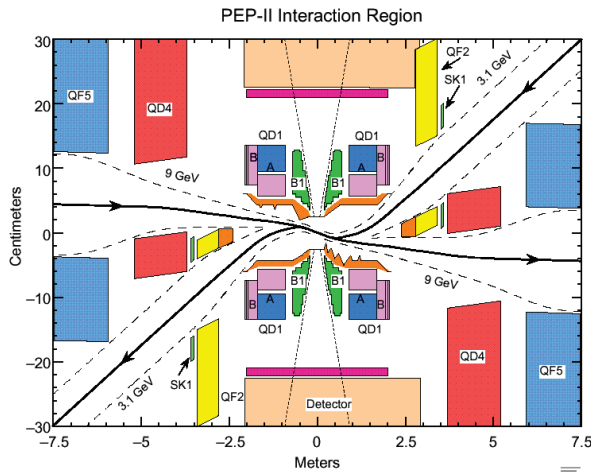 PEP-II Interaction Region
30
20
10
0
−10
−20
−30
Centimeters
QF5
QD4
QF2
SK1
3.1 GeV
9 GeV
QD1
QD1
B
A
B1
B1
A
B
B1
B1
B
A
A
B
QD1
QD1
9 GeV
3.1 GeV
SK1
QF2
QD4
QF5
Detector
−7.5
−5
−2.5
0
2.5
5
7.5
Meters